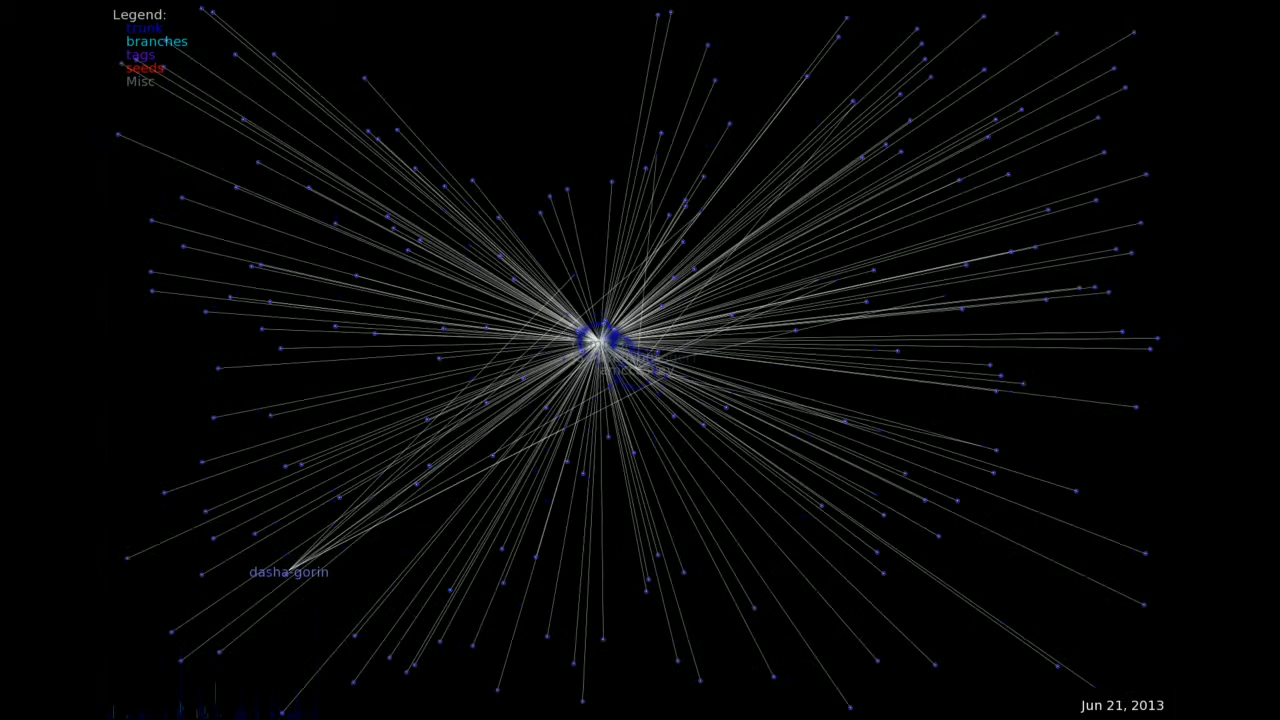 Legend:
trunk
branches
tags
seeds
Misc
dasha-gorin
Jun 21, 2013